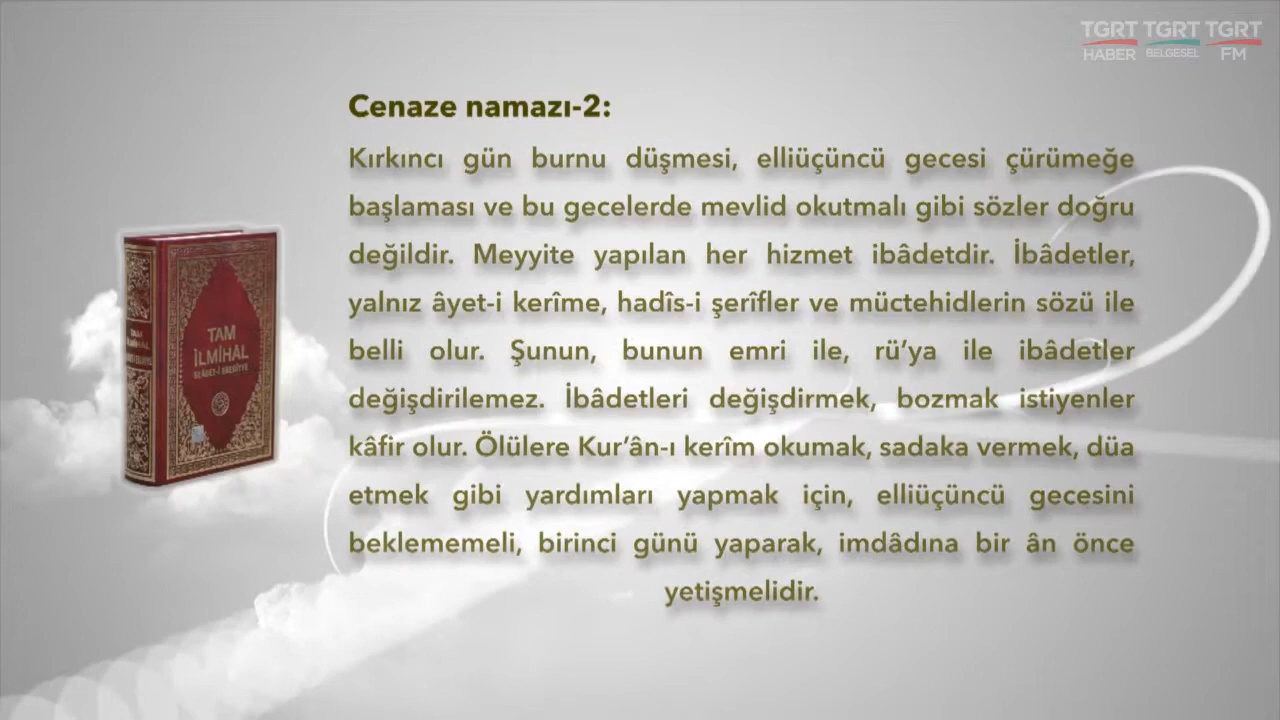 TGRT TGRT TGRT
HABER BELGESEL FM
Cenaze namazı-2:
Kırkıncı gün burnu düşmesi, elliüçüncü gecesi çürümeğe
başlaması ve bu gecelerde mevlid okutmalı gibi sözler doğru
değildir. Meyyite yapılan her hizmet ibâdetdir. İbâdetler,
yalnız âyet-i kerîme, hadîs-i şerîfler ve müctehidlerin sözü ile
belli olur. Şunun, bunun emri ile, rü’ya ile ibâdetler
değişdirilemez. İbâdetleri değişdirmek, bozmak istiyenler
kâfir olur. Ölülere Kur’ân-ı kerîm okumak, sadaka vermek, düa
etmek gibi yardımları yapmak için, elliüçüncü gecesini
beklememeli, birinci günü yaparak, imdâdına bir ân önce
yetişmelidir.
TAM
İLMİHAL
SEÂDET-İ EBEDİYYE
TAM
İLMİHAL